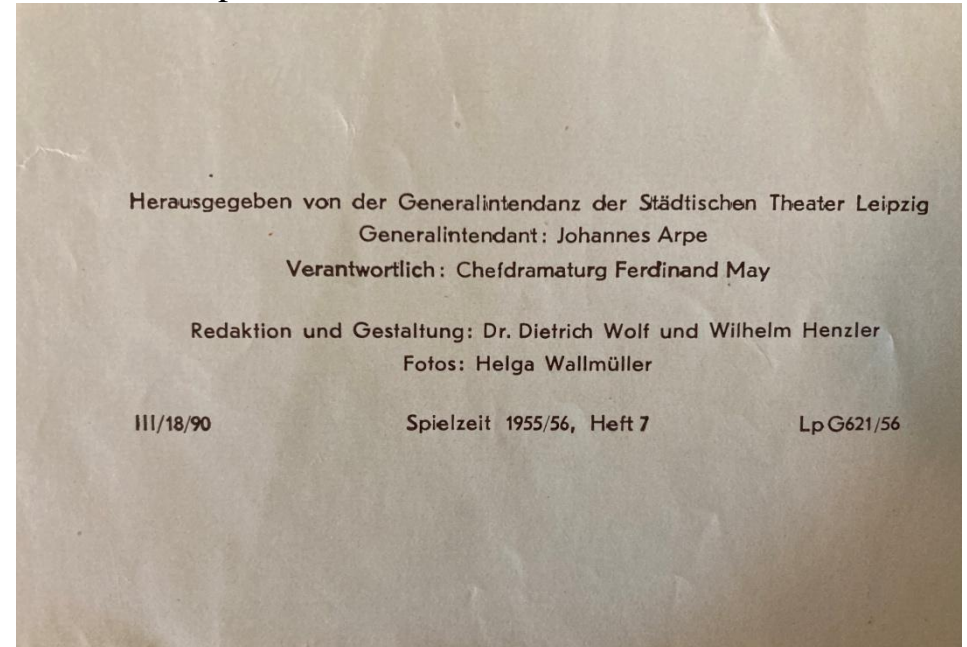 Herausgegeben von der Generalintendanz der Städtischen Theater Leipzig
Generalintendant: Johannes Arpe
Verantwortlich: Chefdramaturg Ferdinand May
Redaktion und Gestaltung: Dr. Dietrich Wolf und Wilhelm Henzler
Fotos: Helga Wallmüller
III/18/90 Spielzeit 1955/56, Heft 7 Lp G621/56